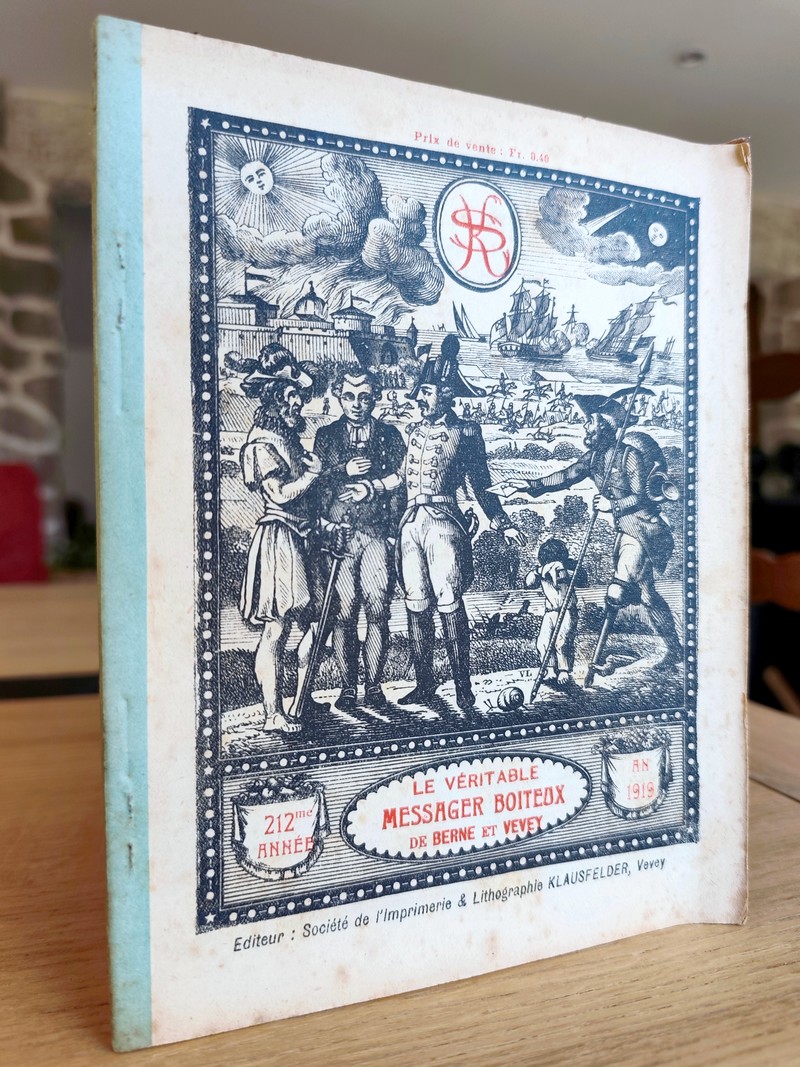 Prix de vente : Fr. 0.40
VL
212me
ANNÉE
LE VÉRITABLE
MESSAGER BOITEUX
DE BERNE ET VEVEY
AN
1919
Editeur : Société de l'Imprimerie & Lithographie KLAUSFELDER, Vevey